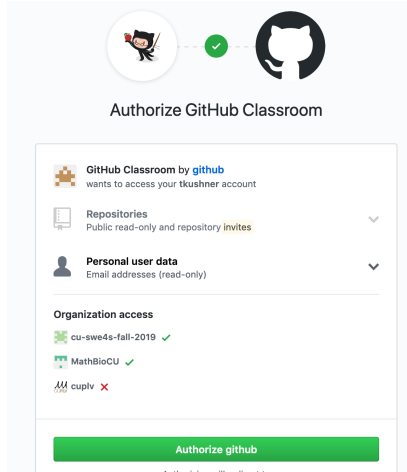 Authorize GitHub Classroom
GitHub Classroom by github
wants to access your tkushner account
Repositories
Public read-only and repository invites
Personal user data
Email addresses (read-only)
Organization access
cu-swe4s-fall-2019
MathBioCU
cuplv
Authorize github